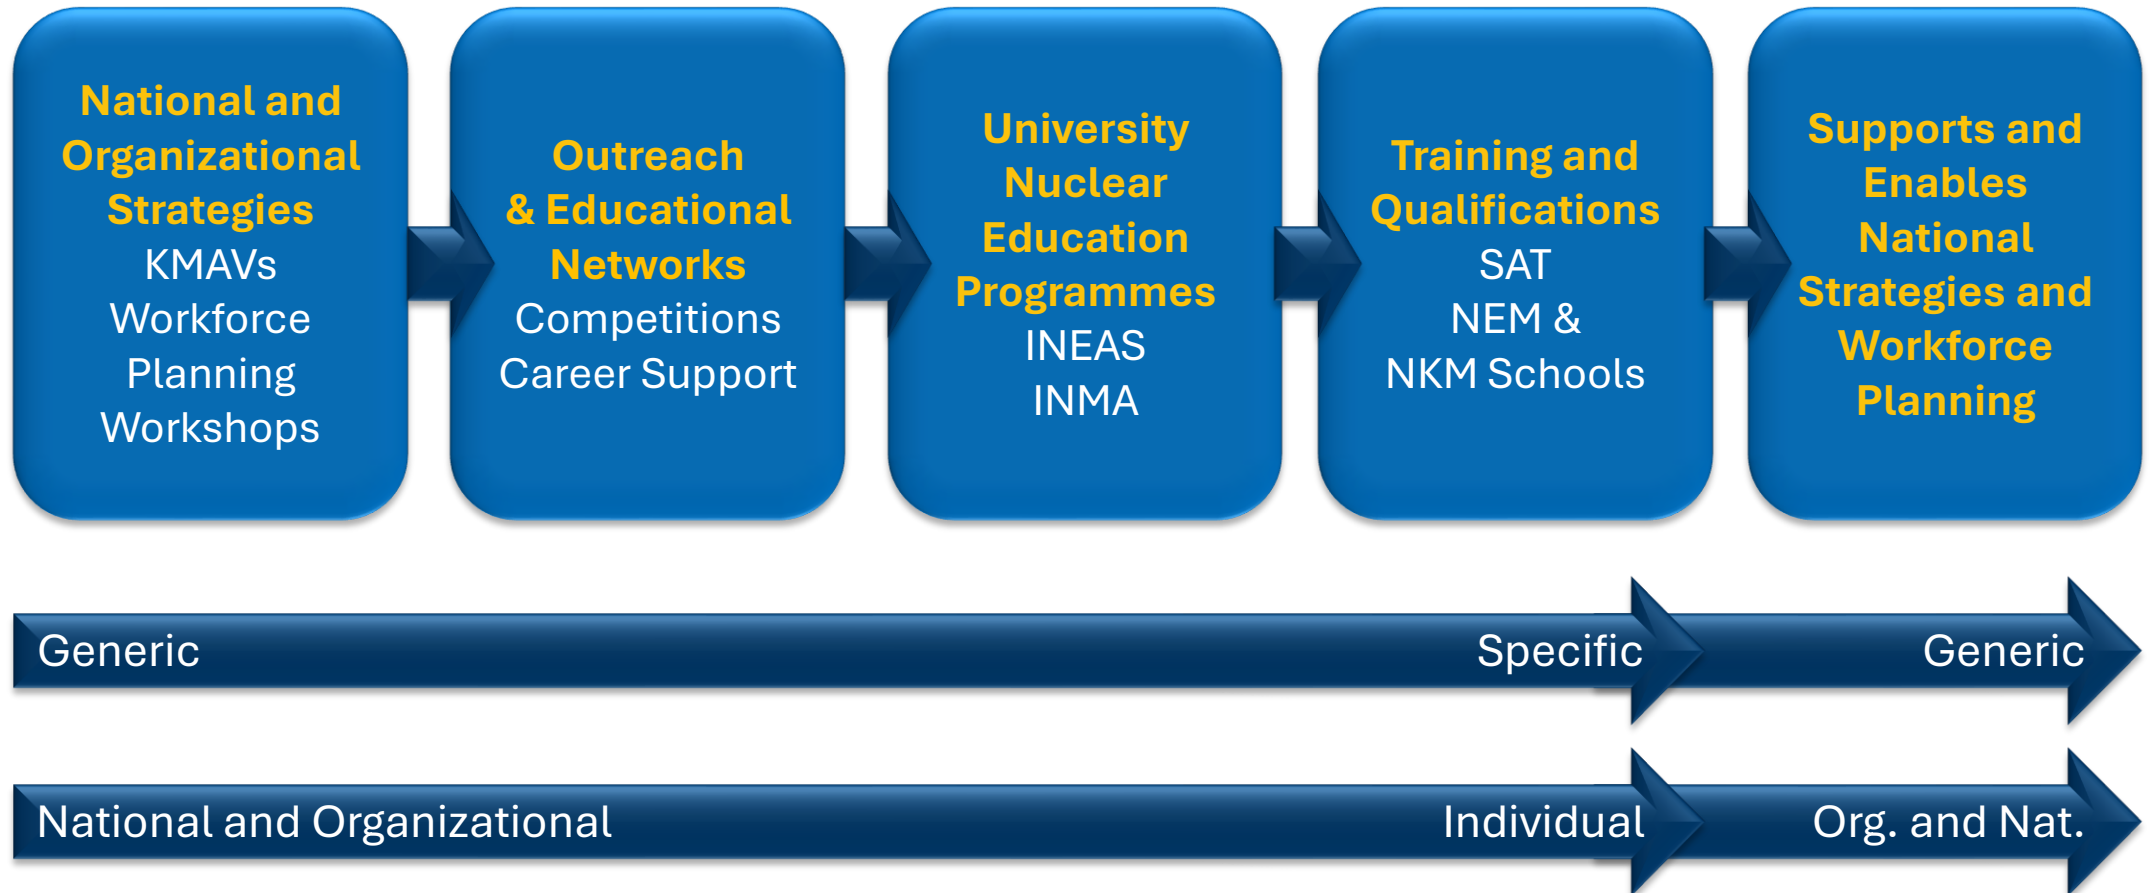 National and
Organizational
Strategies
KMAVs
Workforce
Planning
Workshops
Outreach
& Educational
Networks
Competitions
Career Support
University
Nuclear
Education
Programmes
INEAS
INMA
Training and
Qualifications
SAT
NEM &
NKM Schools
Supports and
Enables
National
Strategies and
Workforce
Planning
Generic
Specific
Generic
National and Organizational
Individual
Org. and Nat.